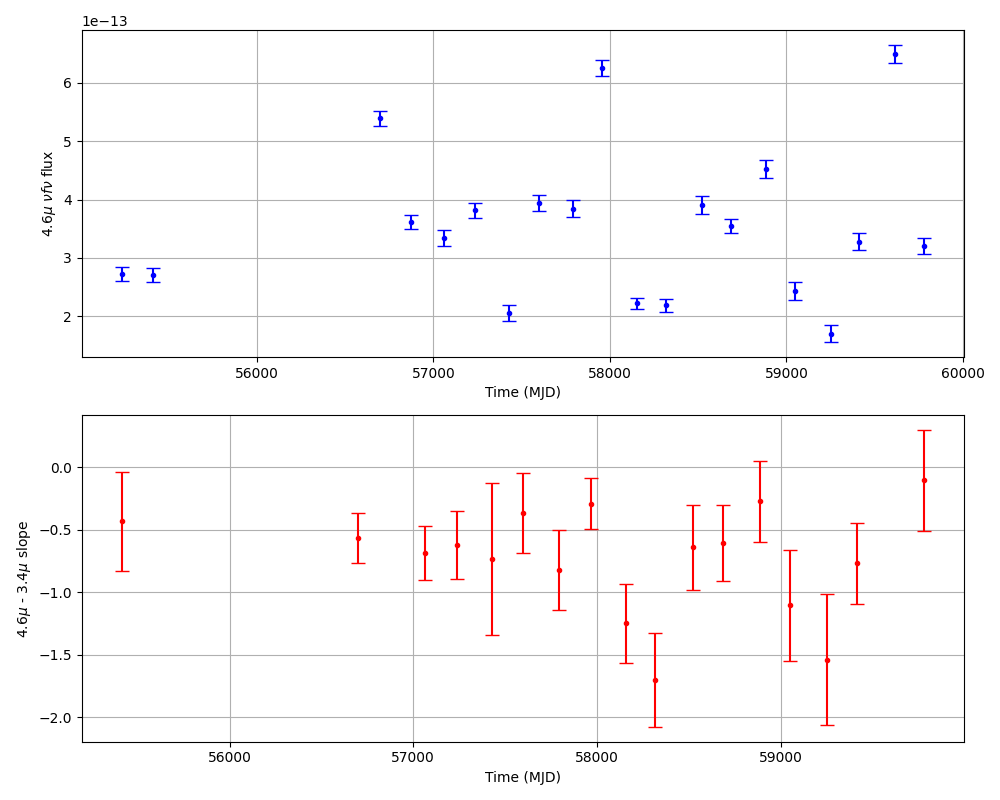 1e−13
6
5
4
3
2
4.6μ νfν flux
56000 57000 58000 59000 60000
Time (MJD)
0.0
−0.5
−1.0
−1.5
−2.0
4.6μ - 3.4μ slope
56000 57000 58000 59000
Time (MJD)